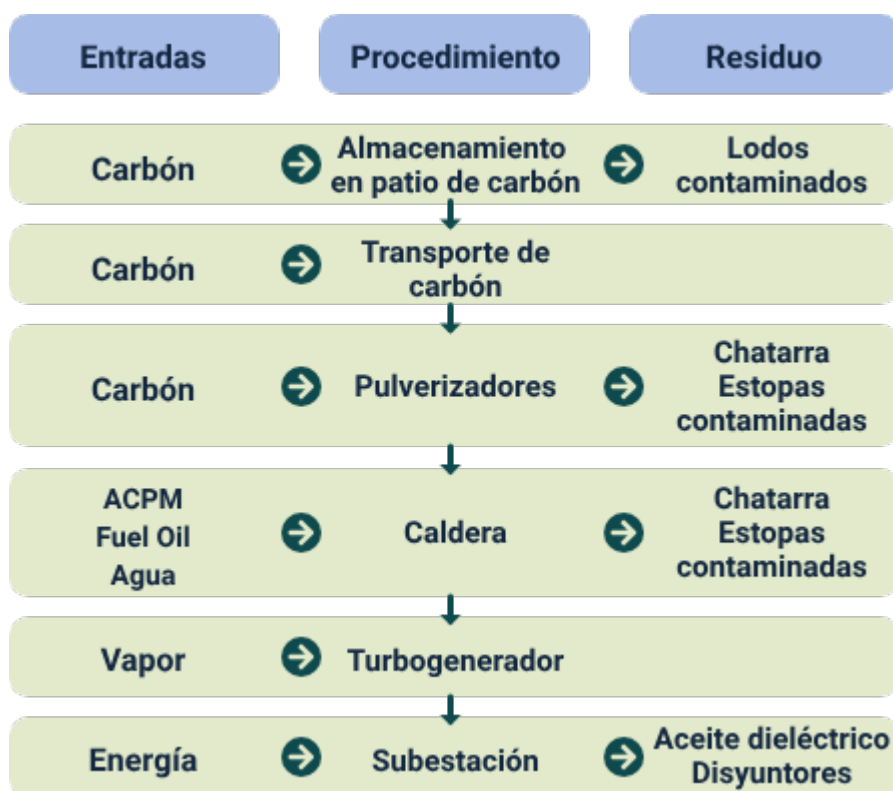 Entradas
Procedimiento
Residuo
Carbón
Almacenamiento
en patio de carbón
Lodos
contaminados
Carbón
Transporte de
carbón
Carbón
Pulverizadores
Chatarra
Estopas
contaminadas
ACPM
Fuel Oil
Agua
Caldera
Chatarra
Estopas
contaminadas
Vapor
Turbogenerador
Energía
Subestación
Aceite dieléctrico
Disyuntores